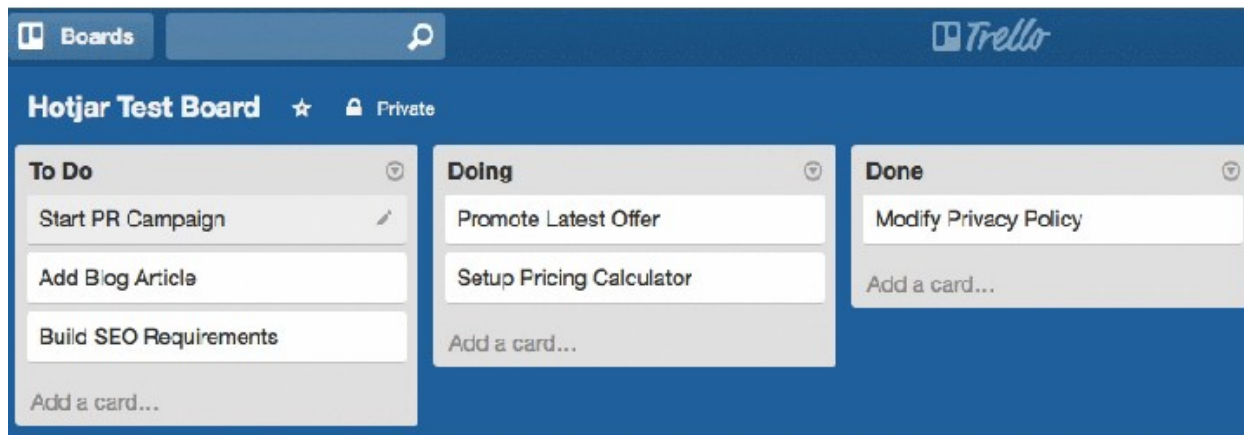 Boards
Trello
Hotjar Test Board Private
To Do
Start PR Campaign
Add Blog Article
Build SEO Requirements
Add a card...
Doing
Promote Latest Offer
Setup Pricing Calculator
Add a card...
Done
Modify Privacy Policy
Add a card...